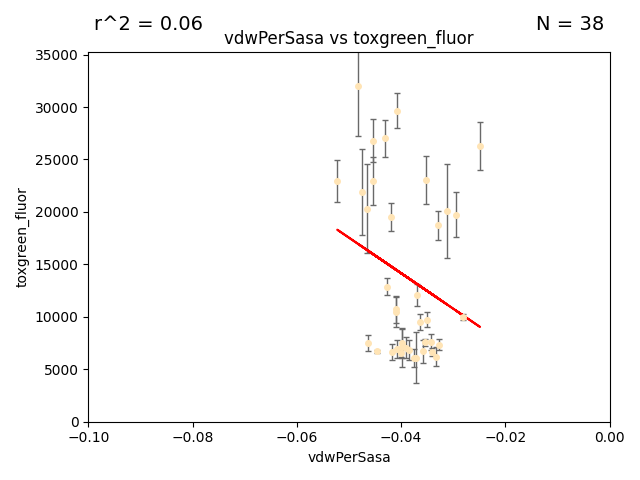 r^2 = 0.06
N = 38
vdwPerSasa vs toxgreen_fluor
35000
30000
25000
20000
15000
10000
5000
0
toxgreen_fluor
−0.10
−0.08
−0.06
−0.04
−0.02
0.00
vdwPerSasa